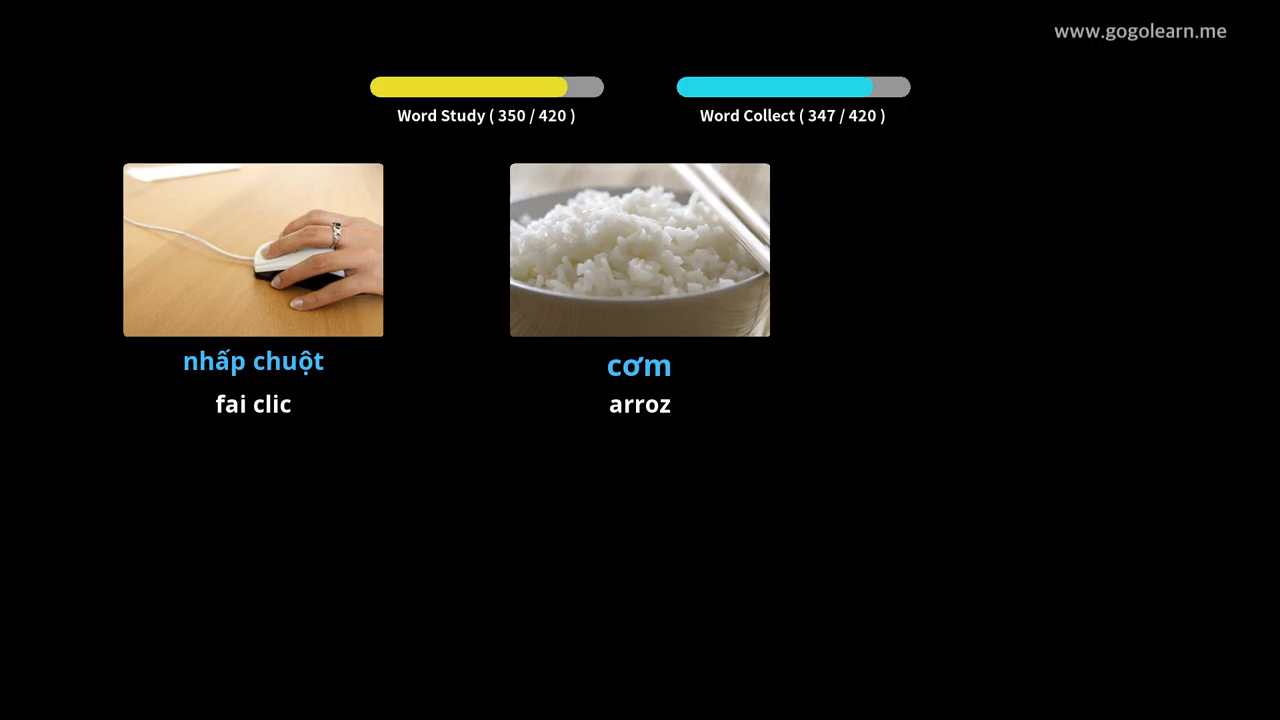 www.gogolearn.me
Word Study ( 350 / 420 )
Word Collect ( 347 / 420 )
nhấp chuột
fai clic
cơm
arroz